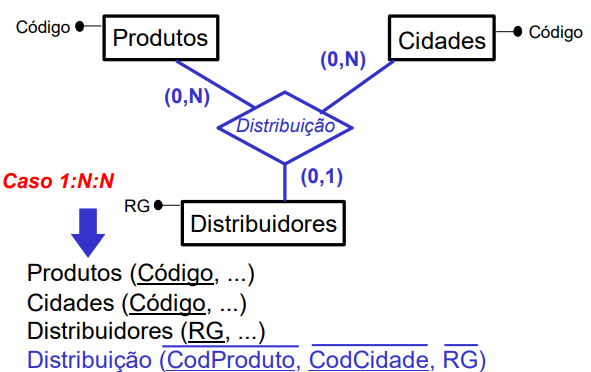 Código
Produtos
Cidades
Código
(0,N)
(0,N)
Distribuição
Caso 1:N:N
(0,1)
RG
Distribuidores
Produtos (Código, ...)
Cidades (Código, ...)
Distribuidores (RG, ...)
Distribuição (CodProduto, CodCidade, RG)